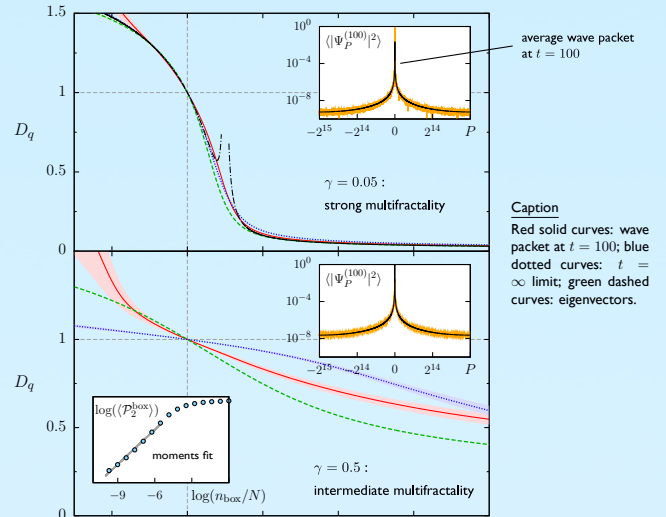 1.5
10^0
⟨|Ψ_P^(100)|^2⟩
10^−4
10^−8
−2^15
−2^14
0
2^14
P
average wave packet
at t = 100
1
D_q
0.5
γ = 0.05 :
strong multifractality
0
Caption
Red solid curves: wave
packet at t = 100; blue
dotted curves: t =
∞ limit; green dashed
curves: eigenvectors.
10^0
⟨|Ψ_P^(100)|^2⟩
10^−4
10^−8
−2^15
−2^14
0
2^14
P
1
D_q
0.5
log(⟨P_2^box⟩)
moments fit
−9
−6
log(n_box/N)
γ = 0.5 :
intermediate multifractality
0